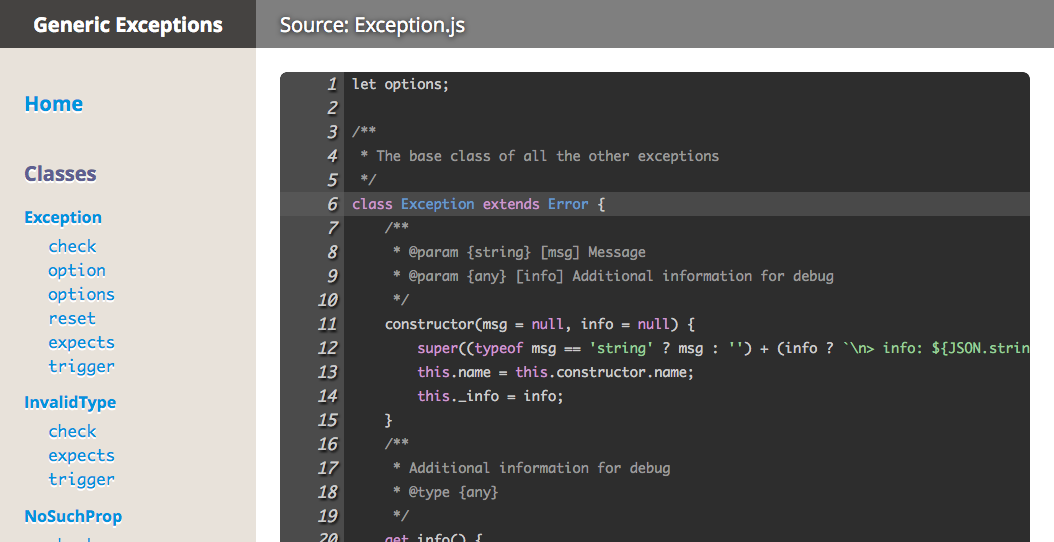 Generic Exceptions
Source: Exception.js
Home
Classes
Exception
check
option
options
reset
expects
trigger
InvalidType
check
expects
trigger
NoSuchProp
1 let options;
2
3 /**
4  * The base class of all the other exceptions
5  */
6 class Exception extends Error {
7     /**
8      * @param {string} [msg] Message
9      * @param {any} [info] Additional information for debug
10      */
11     constructor(msg = null, info = null) {
12         super((typeof msg == 'string' ? msg : '') + (info ? `\n> info: ${JSON.strin
13         this.name = this.constructor.name;
14         this._info = info;
15     }
16     /**
17      * Additional information for debug
18      * @type {any}
19      */
20     get info() {